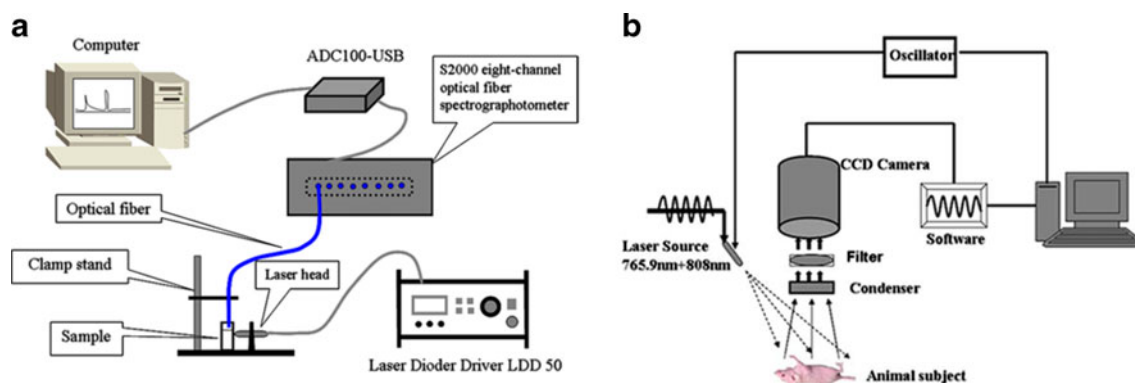 a
Computer
ADC100-USB
S2000 eight-channel
optical fiber
spectrographotometer
Optical fiber
Clamp stand
Laser head
Sample
Laser Dioder Driver LDD 50
b
Oscillator
CCD Camera
Laser Source
765.9nm+808nm
Software
Filter
Condenser
Animal subject